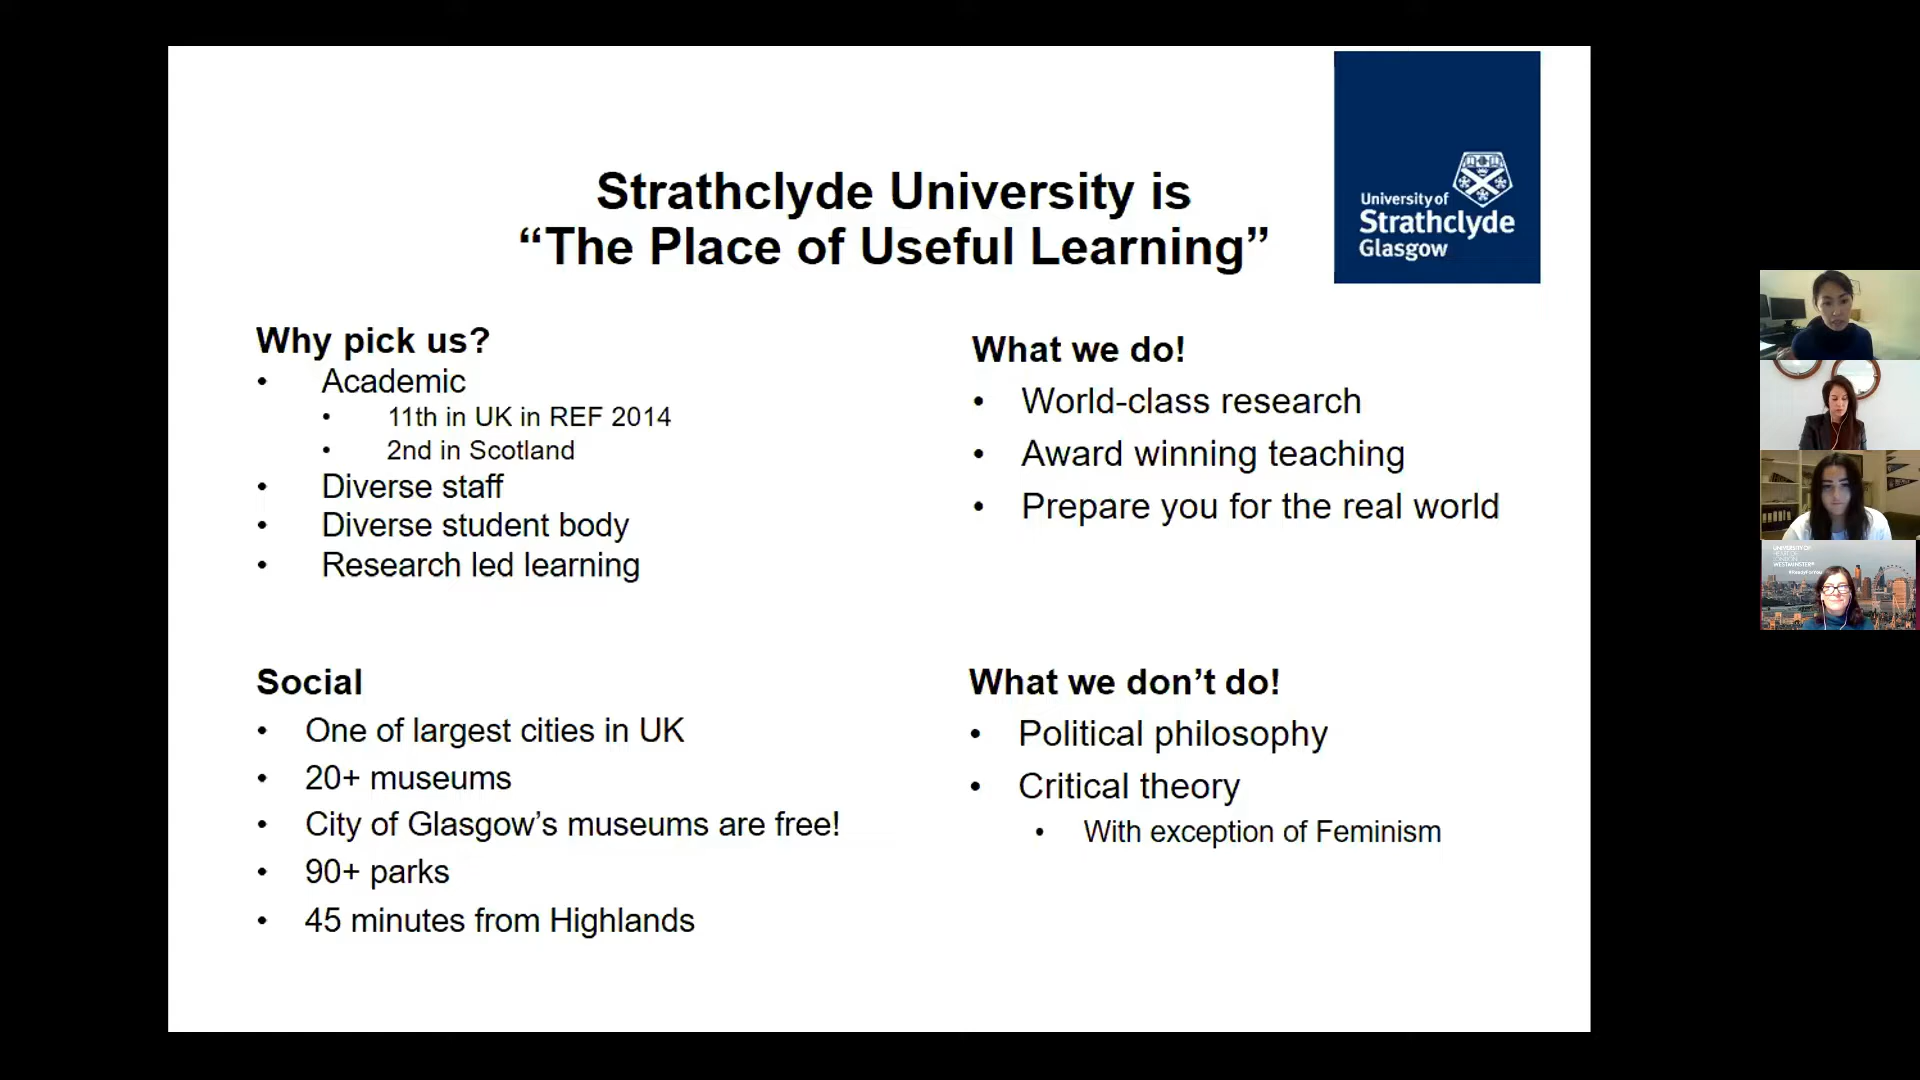 Strathclyde University is
“The Place of Useful Learning”
University of
Strathclyde
Glasgow
Why pick us?
• Academic
• 11th in UK in REF 2014
• 2nd in Scotland
• Diverse staff
• Diverse student body
• Research led learning
What we do!
• World-class research
• Award winning teaching
• Prepare you for the real world
Social
• One of largest cities in UK
• 20+ museums
• City of Glasgow’s museums are free!
• 90+ parks
• 45 minutes from Highlands
What we don’t do!
• Political philosophy
• Critical theory
• With exception of Feminism
UNIVERSITY OF
LONDON
WESTMINSTER